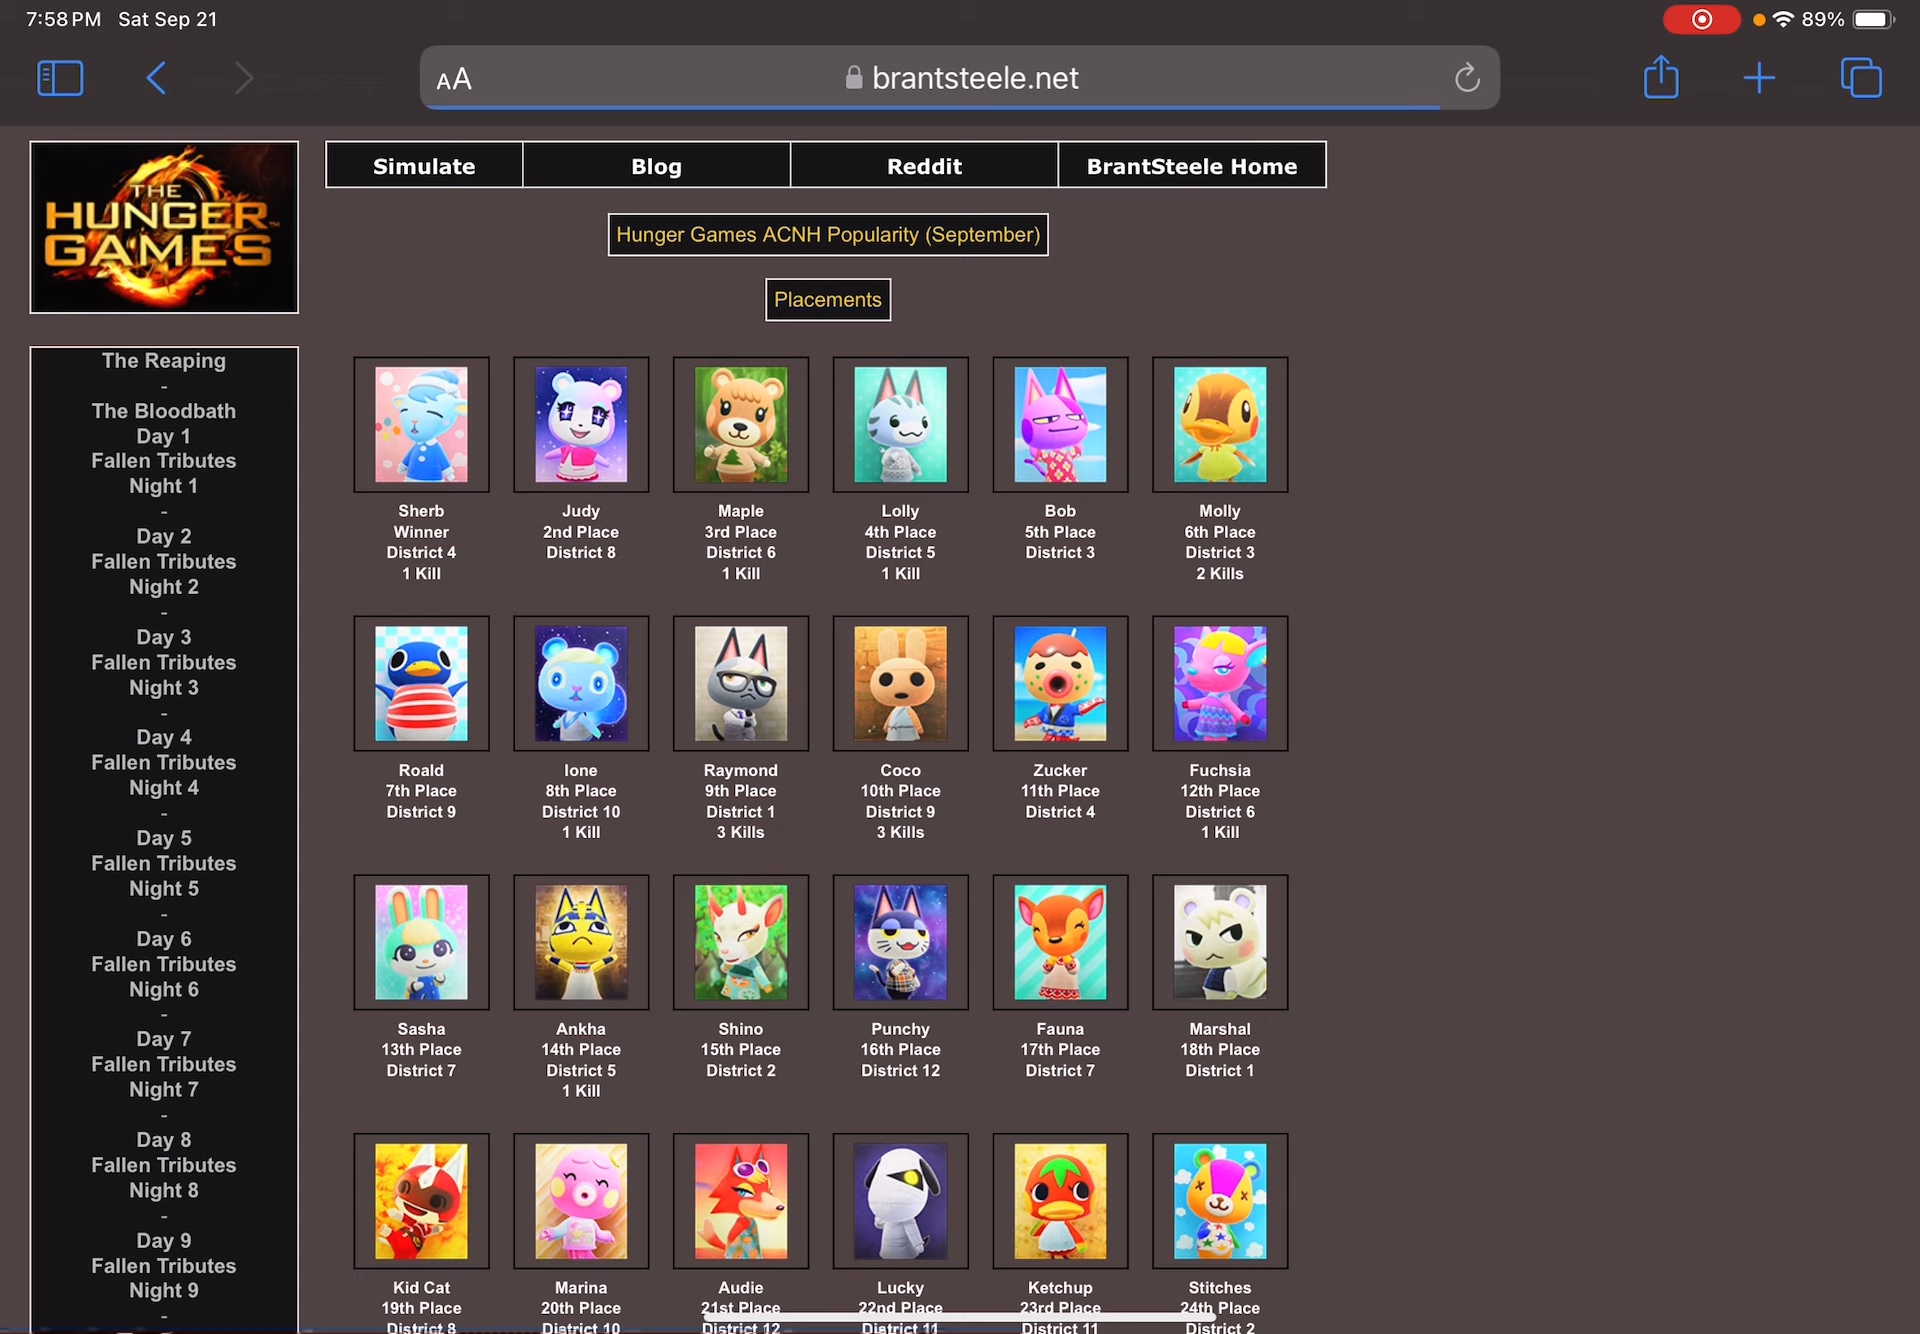 7:58 PM Sat Sep 21
89%
AA
brantsteele.net
THE
HUNGER
GAMES
Simulate
Blog
Reddit
BrantSteele Home
Hunger Games ACNH Popularity (September)
Placements
The Reaping
-
The Bloodbath
Day 1
Fallen Tributes
Night 1
-
Day 2
Fallen Tributes
Night 2
-
Day 3
Fallen Tributes
Night 3
-
Day 4
Fallen Tributes
Night 4
-
Day 5
Fallen Tributes
Night 5
-
Day 6
Fallen Tributes
Night 6
-
Day 7
Fallen Tributes
Night 7
-
Day 8
Fallen Tributes
Night 8
-
Day 9
Fallen Tributes
Night 9
-
Sherb
Winner
District 4
1 Kill
Judy
2nd Place
District 8
Maple
3rd Place
District 6
1 Kill
Lolly
4th Place
District 5
1 Kill
Bob
5th Place
District 3
Molly
6th Place
District 3
2 Kills
Roald
7th Place
District 9
Ione
8th Place
District 10
1 Kill
Raymond
9th Place
District 1
3 Kills
Coco
10th Place
District 9
3 Kills
Zucker
11th Place
District 4
Fuchsia
12th Place
District 6
1 Kill
Sasha
13th Place
District 7
Ankha
14th Place
District 5
1 Kill
Shino
15th Place
District 2
Punchy
16th Place
District 12
Fauna
17th Place
District 7
Marshal
18th Place
District 1
Kid Cat
19th Place
District 8
Marina
20th Place
District 10
Audie
21st Place
District 12
Lucky
22nd Place
District 11
Ketchup
23rd Place
District 11
Stitches
24th Place
District 2